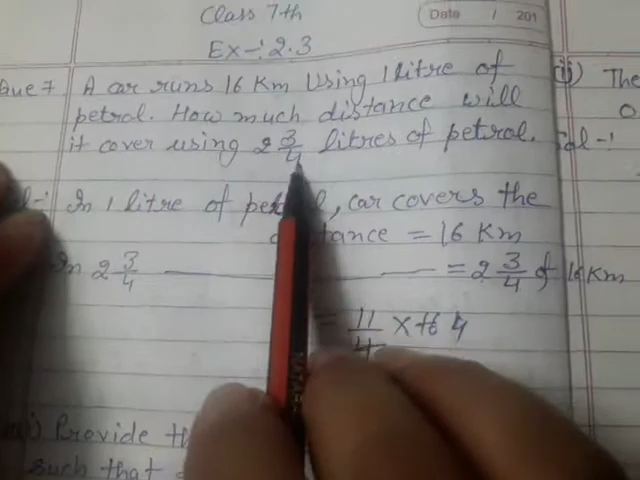 Class 7th
Date / 201
Ex-: 2.3
Que 7. A car runs 16 Km Using 1 litre of
petrol. How much distance will
it cover using 2 3/4 litres of petrol.
(ii) The
Sol-:
In 1 litre of petrol, car covers the
distance = 16 Km
In 2 3/4 ——— —— = 2 3/4 of 16 Km
= 11/4 × 16 4
Provide th
such that